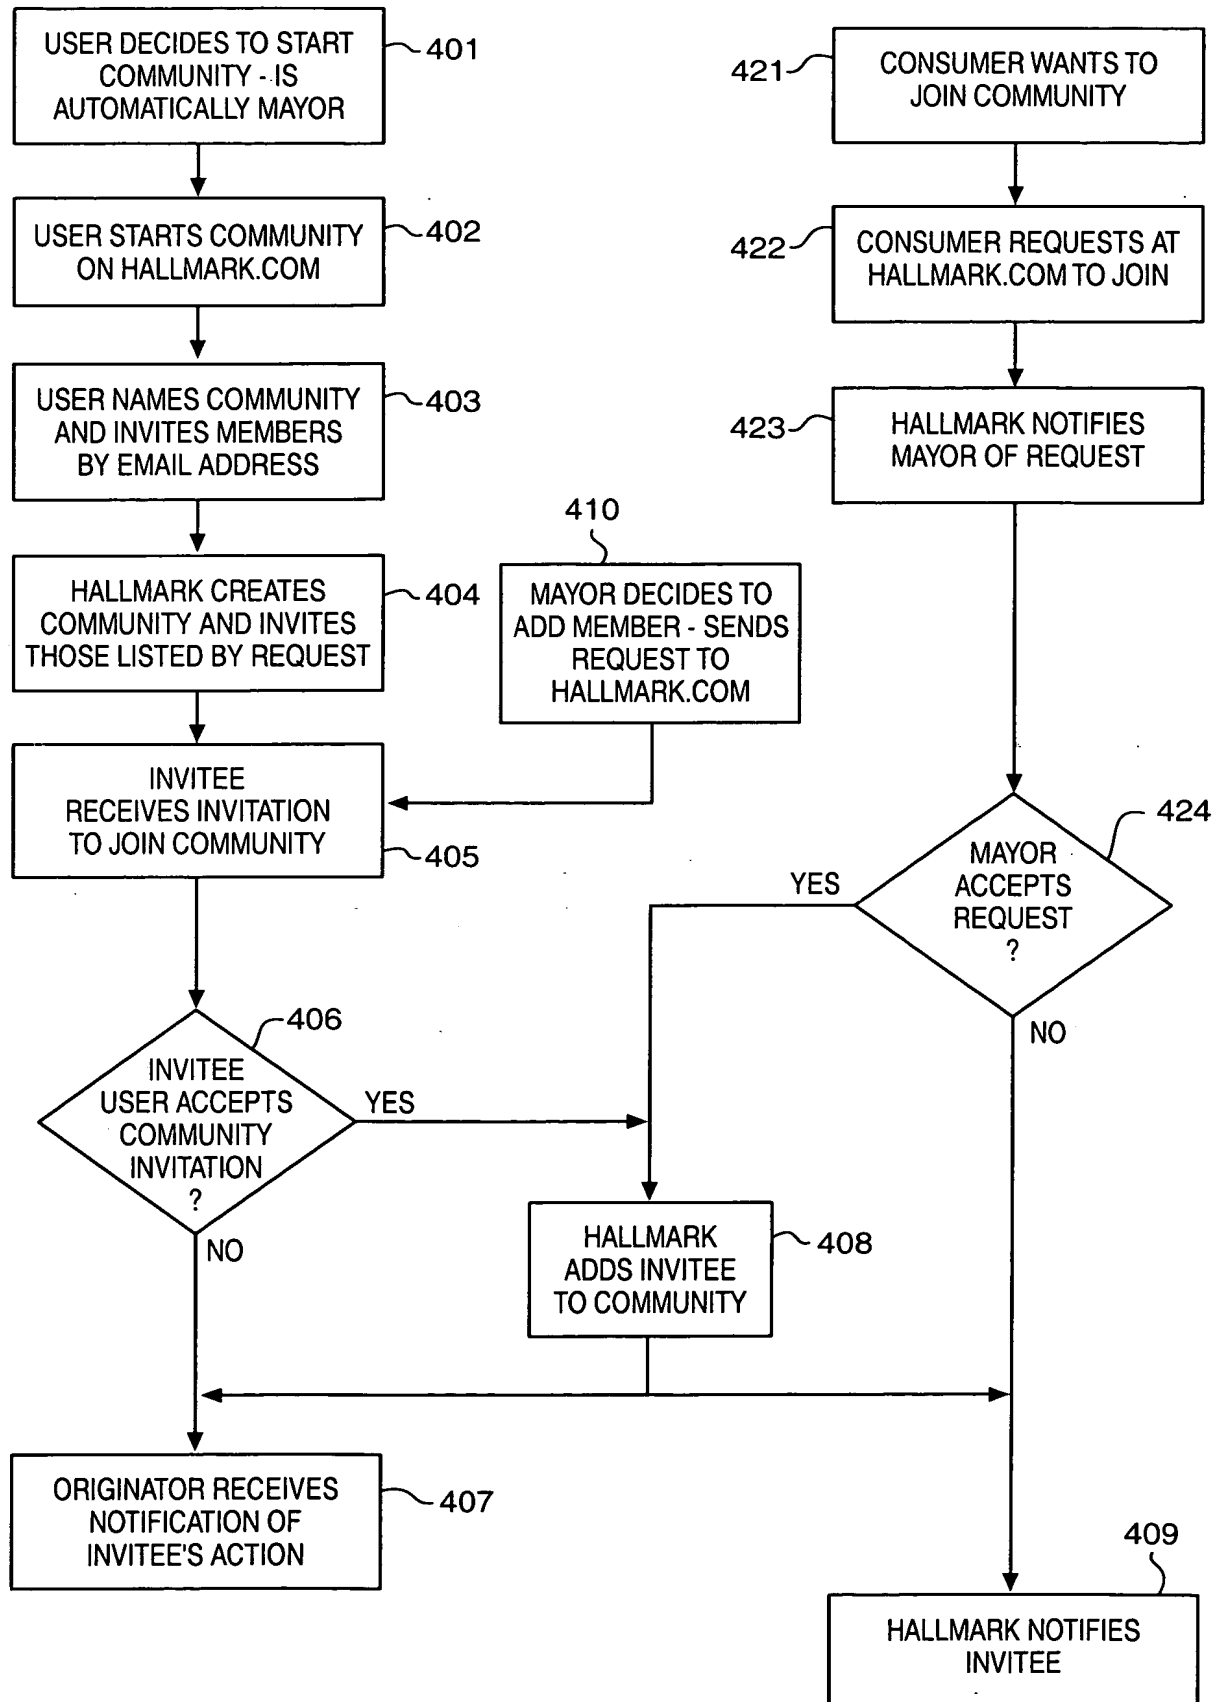 USER DECIDES TO START
COMMUNITY - IS
AUTOMATICALLY MAYOR
401
USER STARTS COMMUNITY
ON HALLMARK.COM
402
USER NAMES COMMUNITY
AND INVITES MEMBERS
BY EMAIL ADDRESS
403
HALLMARK CREATES
COMMUNITY AND INVITES
THOSE LISTED BY REQUEST
404
410
MAYOR DECIDES TO
ADD MEMBER - SENDS
REQUEST TO
HALLMARK.COM
INVITEE
RECEIVES INVITATION
TO JOIN COMMUNITY
405
406
INVITEE
USER ACCEPTS
COMMUNITY
INVITATION
?
YES
NO
421
CONSUMER WANTS TO
JOIN COMMUNITY
422
CONSUMER REQUESTS AT
HALLMARK.COM TO JOIN
423
HALLMARK NOTIFIES
MAYOR OF REQUEST
424
MAYOR
ACCEPTS
REQUEST
?
YES
NO
HALLMARK
ADDS INVITEE
TO COMMUNITY
408
ORIGINATOR RECEIVES
NOTIFICATION OF
INVITEE'S ACTION
407
409
HALLMARK NOTIFIES
INVITEE